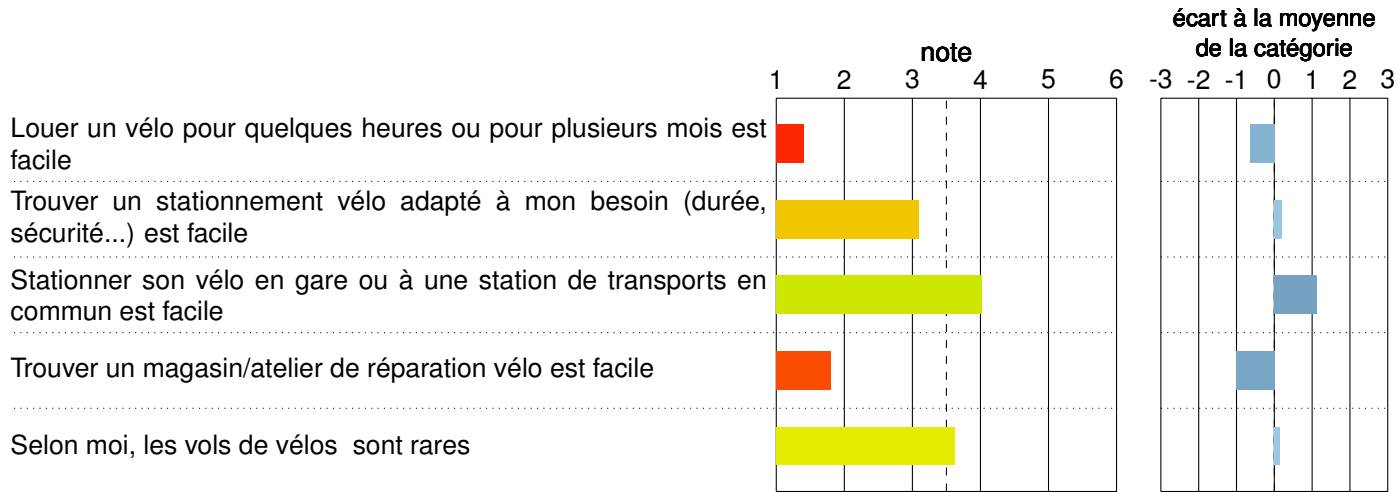 écart à la moyenne
note de la catégorie
1 2 3 4 5 6 -3 -2 -1 0 1 2 3
Louer un vélo pour quelques heures ou pour plusieurs mois est
facile
Trouver un stationnement vélo adapté à mon besoin (durée,
sécurité...) est facile
Stationner son vélo en gare ou à une station de transports en
commun est facile
Trouver un magasin/atelier de réparation vélo est facile
Selon moi, les vols de vélos sont rares